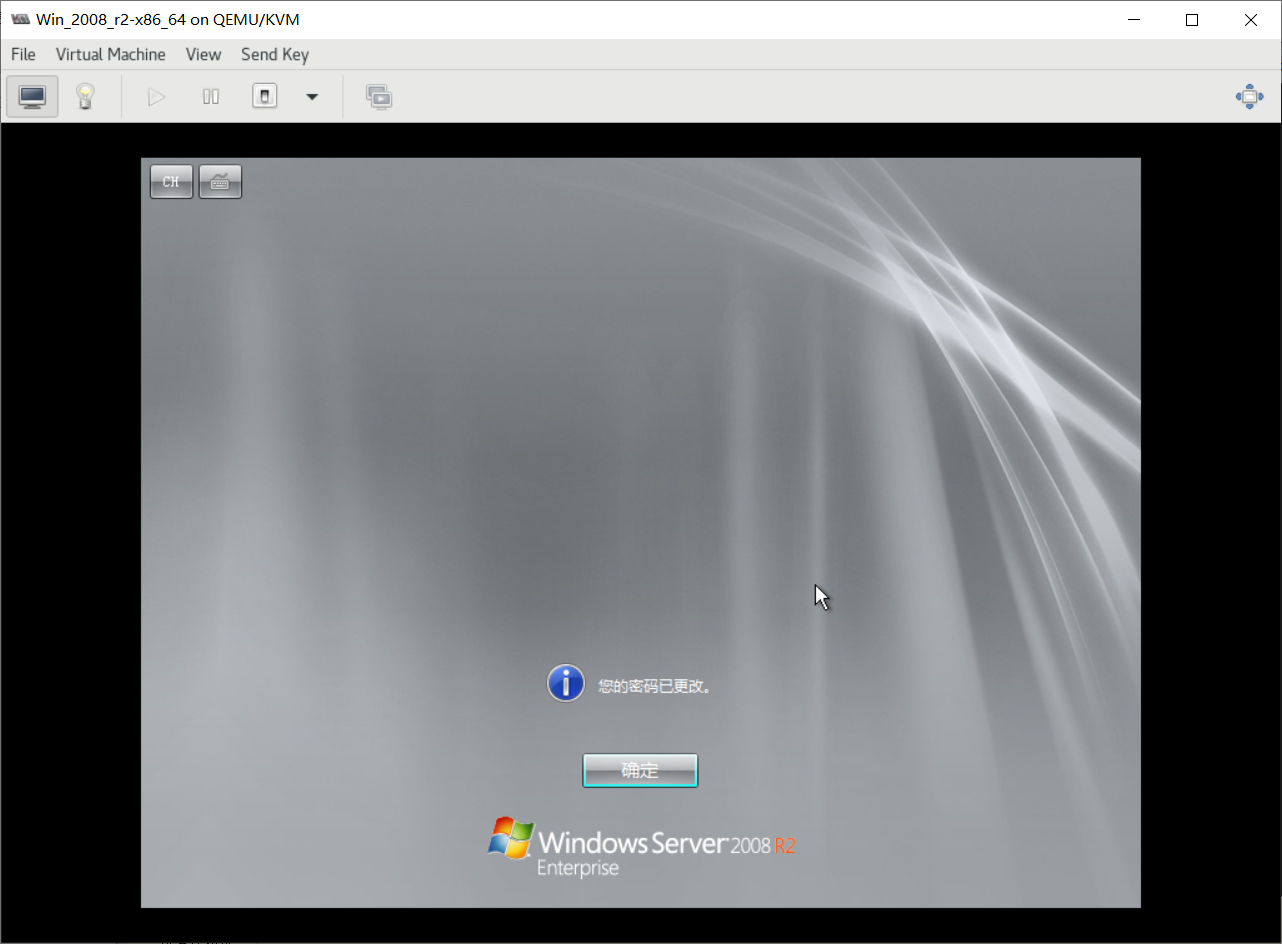 Win_2008_r2-x86_64 on QEMU/KVM
File Virtual Machine View Send Key
CH
您的密码已更改。
确定
Windows Server 2008 R2
Enterprise